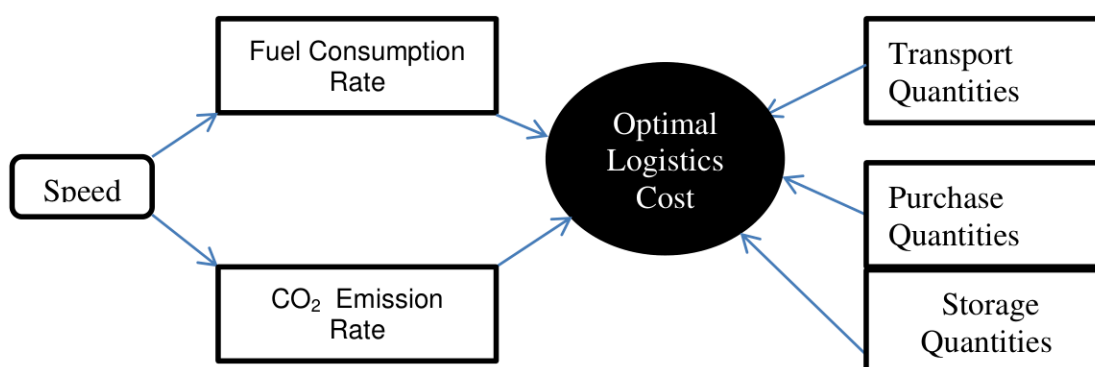 Speed
Fuel Consumption
Rate
CO₂ Emission
Rate
Optimal
Logistics
Cost
Transport
Quantities
Purchase
Quantities
Storage
Quantities